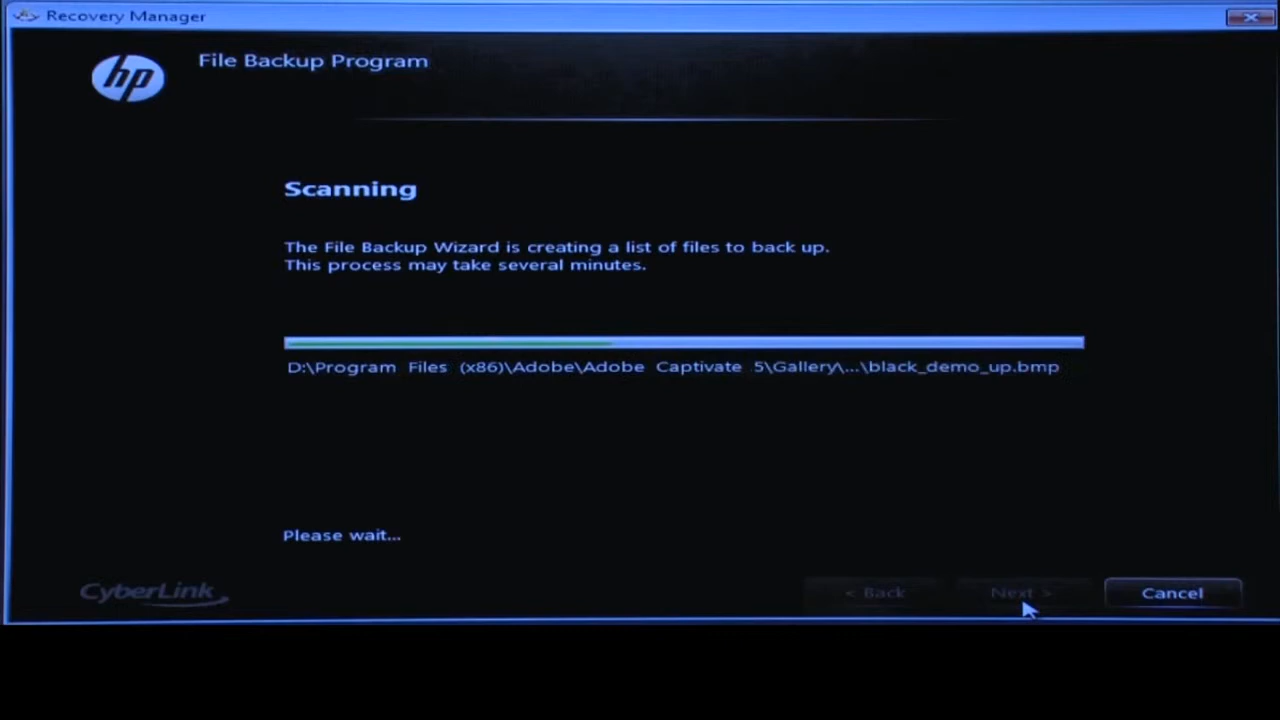 Recovery Manager
hp
File Backup Program
Scanning
The File Backup Wizard is creating a list of files to back up.
This process may take several minutes.
D:\Program Files (x86)\Adobe\Adobe Captivate 5\Gallery\...\black_demo_up.bmp
Please wait...
CyberLink
< Back
Next >
Cancel